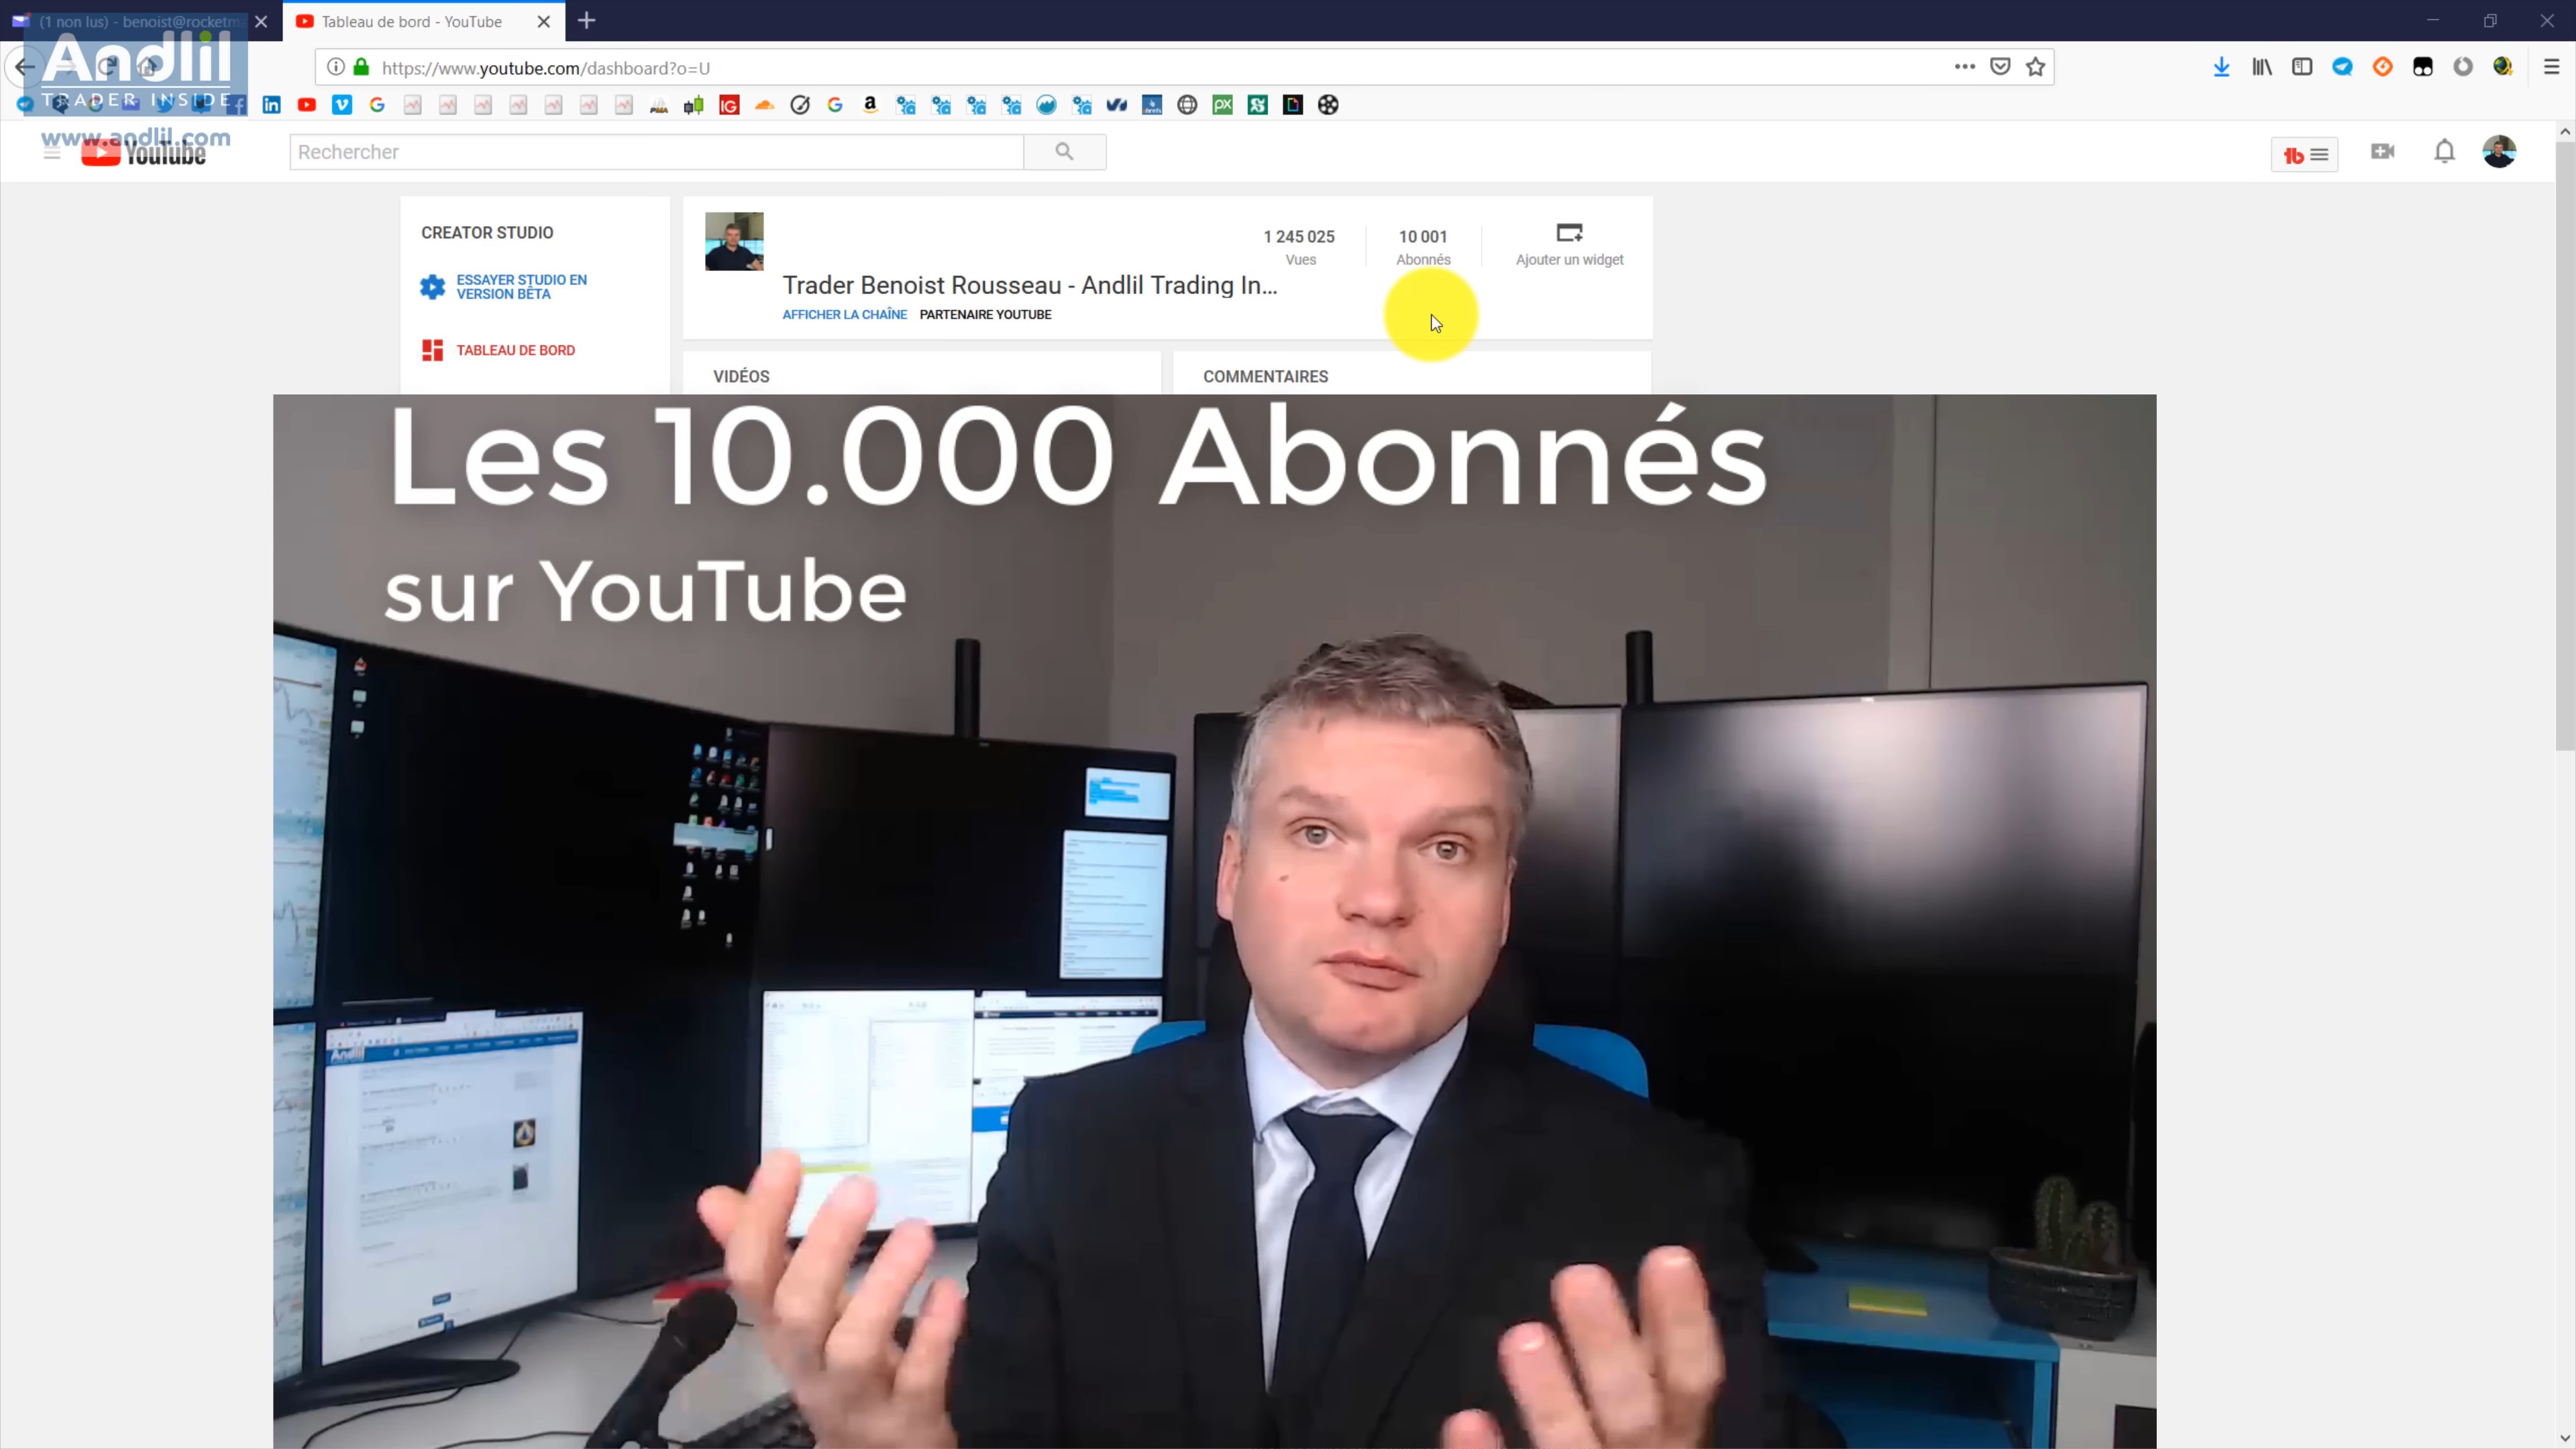 (1 non lus) - benoist@rocketm
Tableau de bord - YouTube
Andlil
TRADER INSIDE
www.andlil.com
https://www.youtube.com/dashboard?o=U
YouTube
Rechercher
CREATOR STUDIO
ESSAYER STUDIO EN
VERSION BÊTA
TABLEAU DE BORD
1 245 025
Vues
10 001
Abonnés
Ajouter un widget
Trader Benoist Rousseau - Andlil Trading In...
AFFICHER LA CHAÎNE PARTENAIRE YOUTUBE
VIDÉOS
COMMENTAIRES
Les 10.000 Abonnés
sur YouTube
Andlil